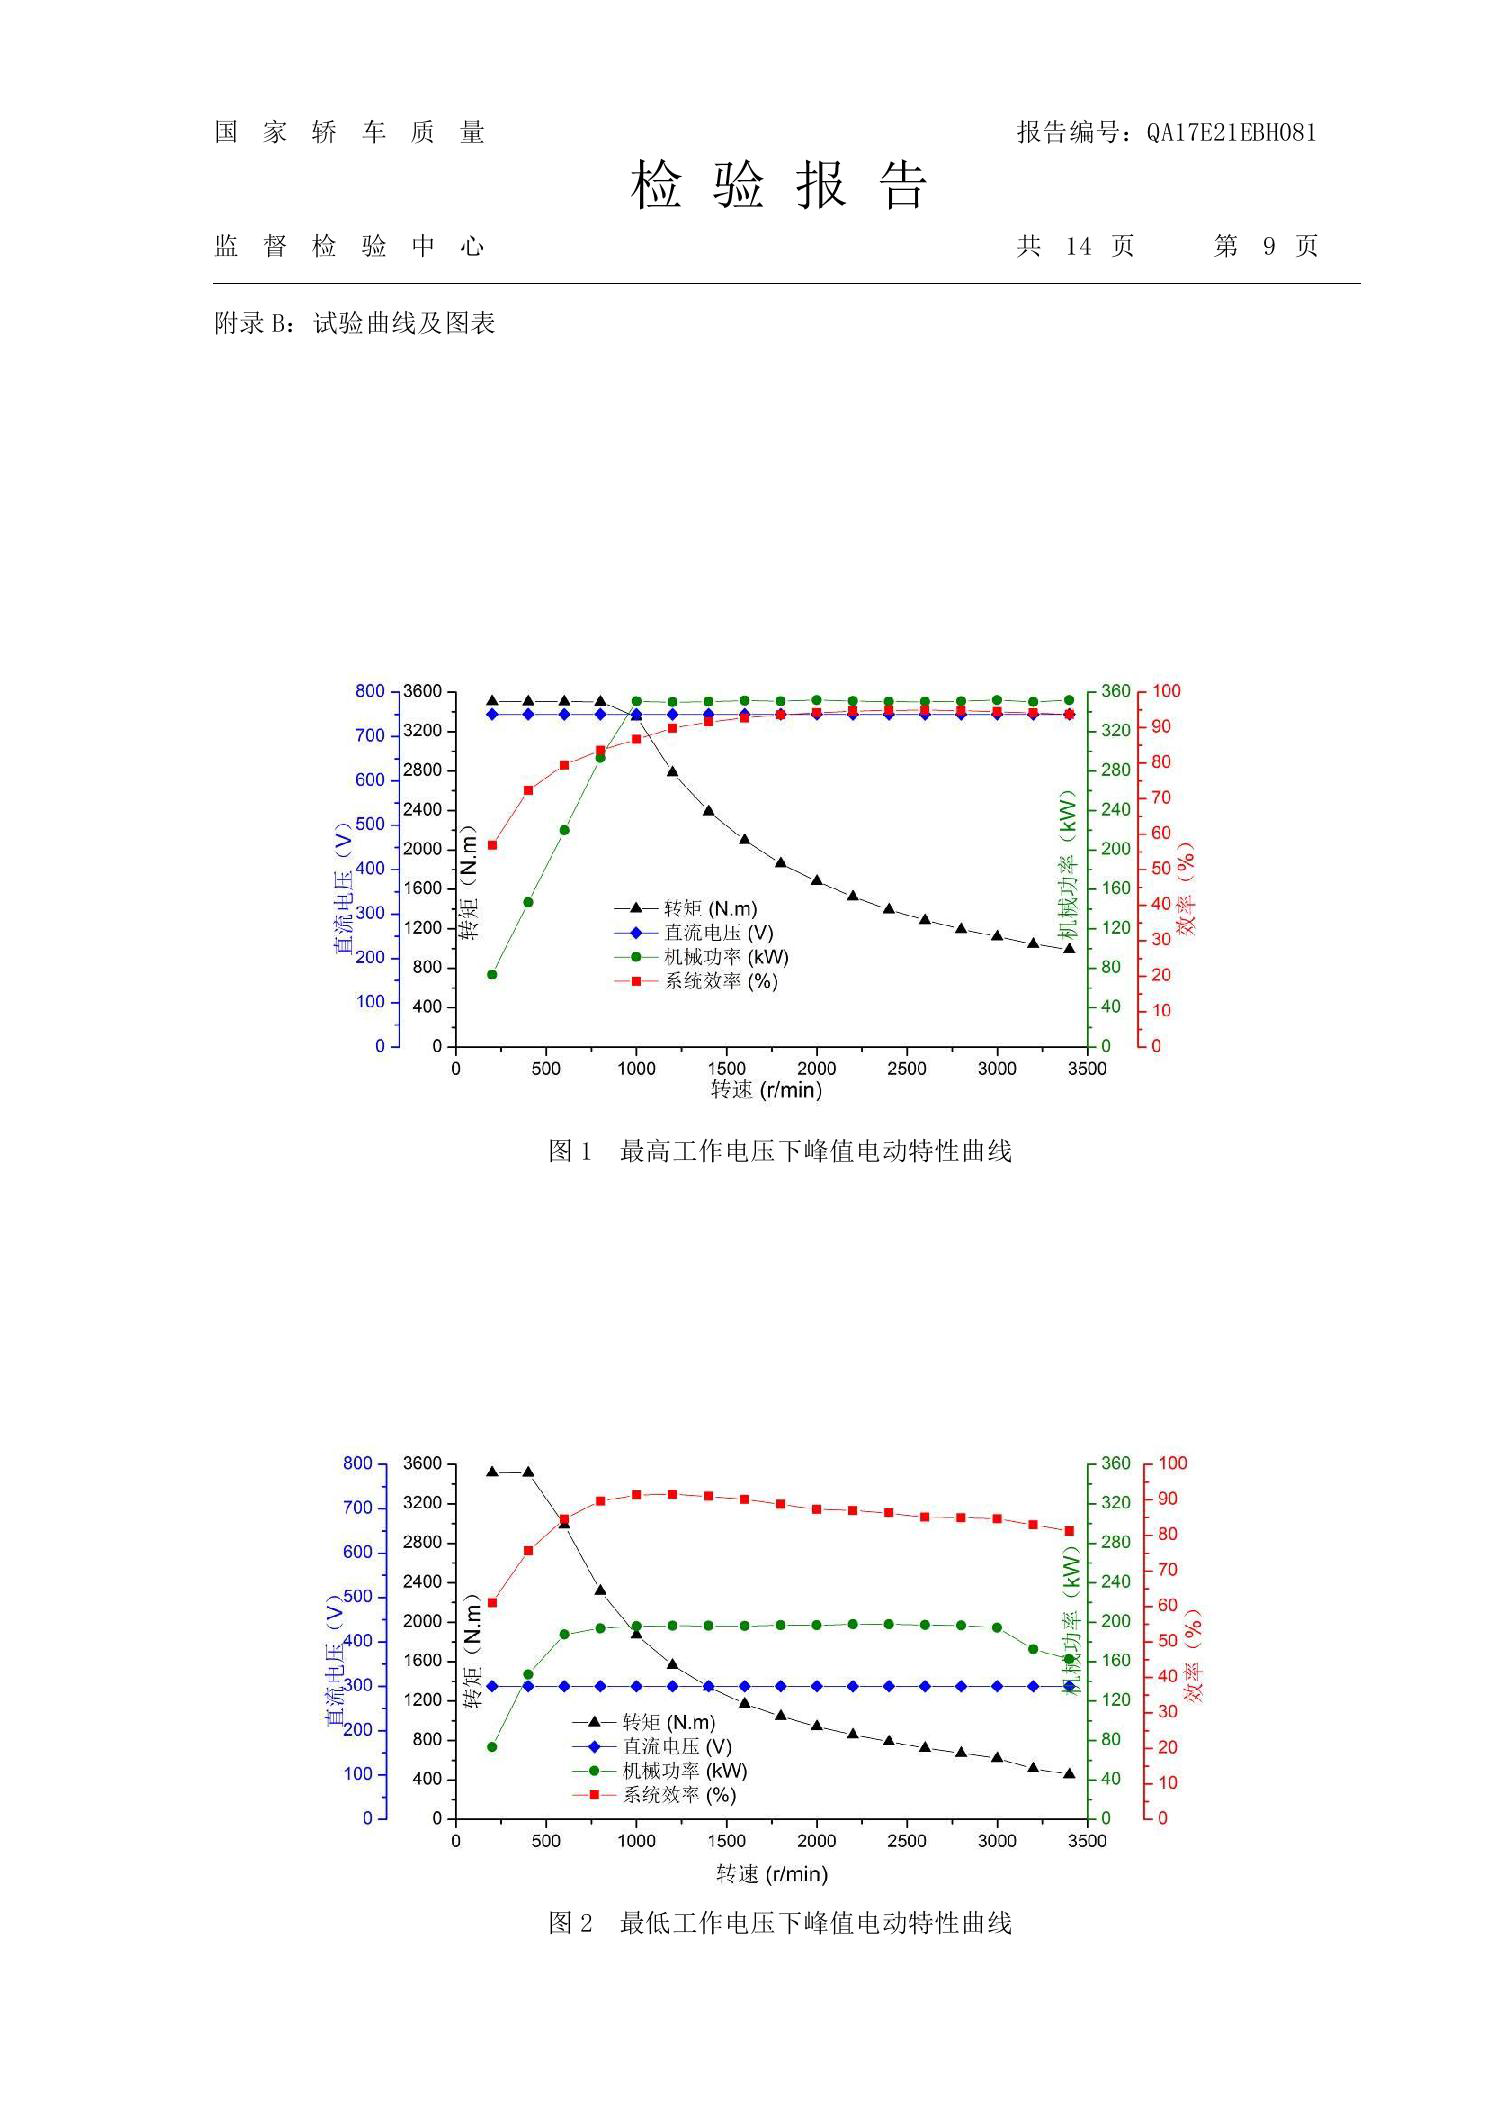 国家轿车质量
报告编号：QA17E21EBH081
检验报告
监督检验中心
共 14 页 第 9 页
附录 B：试验曲线及图表
800
700
600
500
400
300
200
100
0
直流电压（V）
3600
3200
2800
2400
2000
1600
1200
800
400
0
转矩（N.m）
转矩 (N.m)
直流电压 (V)
机械功率 (kW)
系统效率 (%)
机械功率（kW）
360
320
280
240
200
160
120
80
40
0
100
90
80
70
60
50
40
30
20
10
0
效率（%）
0 500 1000 1500 2000 2500 3000 3500
转速 (r/min)
图 1 最高工作电压下峰值电动特性曲线
800
700
600
500
400
300
200
100
0
直流电压（V）
3600
3200
2800
2400
2000
1600
1200
800
400
0
转矩（N.m）
转矩 (N.m)
直流电压 (V)
机械功率 (kW)
系统效率 (%)
机械功率（kW）
360
320
280
240
200
160
120
80
40
0
100
90
80
70
60
50
40
30
20
10
0
效率（%）
0 500 1000 1500 2000 2500 3000 3500
转速 (r/min)
图 2 最低工作电压下峰值电动特性曲线